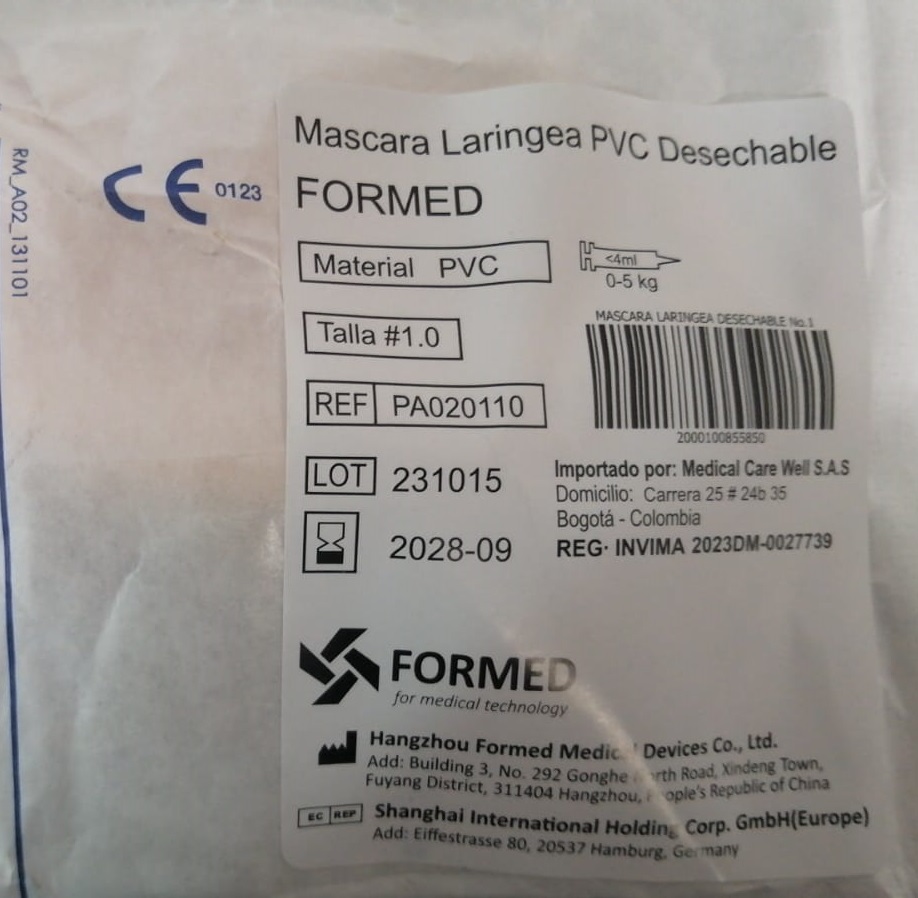 RM_A02_131101
CE 0123
Mascara Laringea PVC Desechable
FORMED
Material PVC
<4ml
0-5 kg
Talla #1.0
MASCARA LARINGEA DESECHABLE No.1
REF PA020110
2000100855850
LOT 231015
2028-09
Importado por: Medical Care Well S.A.S
Domicilio: Carrera 25 # 24b 35
Bogotá - Colombia
REG· INVIMA 2023DM-0027739
FORMED
for medical technology
Hangzhou Formed Devices Co., Ltd.
Add: Building 3, No. 292 Gonghe Road, Xindeng Town,
Fuyang District, 311404 Hangzhou, Republic of China
EC REP Shanghai International Corp. GmbH(Europe)
Add: Eiffestrasse 80, 20537 Hamburg, Germany